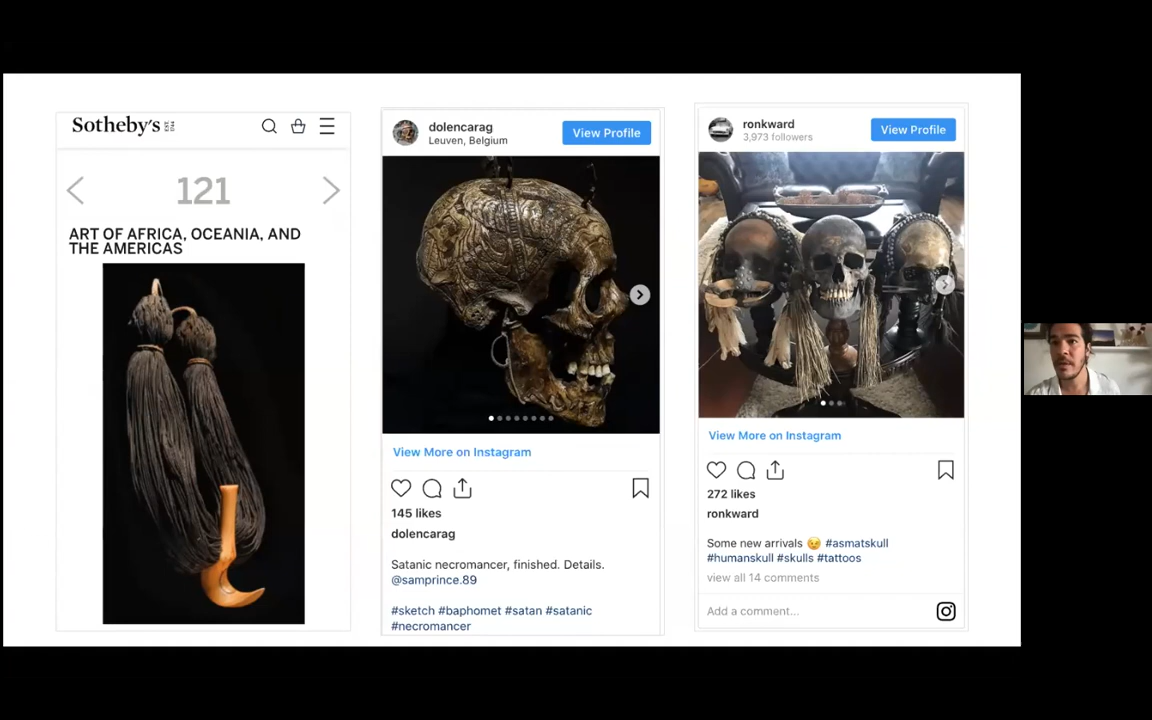 Sotheby's
121
ART OF AFRICA, OCEANIA, AND
THE AMERICAS
dolencarag
Leuven, Belgium
View Profile
View More on Instagram
145 likes
dolencarag
Satanic necromancer, finished. Details.
@samprince.89
#sketch #baphomet #satan #satanic
#necromancer
ronkward
3,973 followers
View Profile
View More on Instagram
272 likes
ronkward
Some new arrivals 😉 #asmatskull
#humanskull #skulls #tattoos
view all 14 comments
Add a comment...